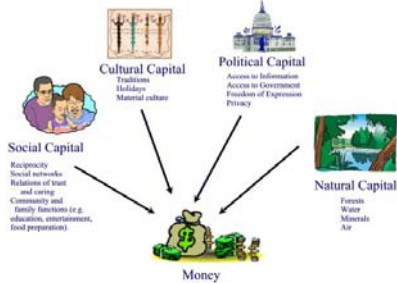 Cultural Capital
Traditions
Holidays
Material culture
Political Capital
Access to Information
Access to Government
Freedom of Expression
Privacy
Social Capital
Reciprocity
Social networks
Relations of trust
and caring
Community and
family functions (e.g.
education, entertainment,
food preparation).
Natural Capital
Forests
Water
Minerals
Air
$
Money